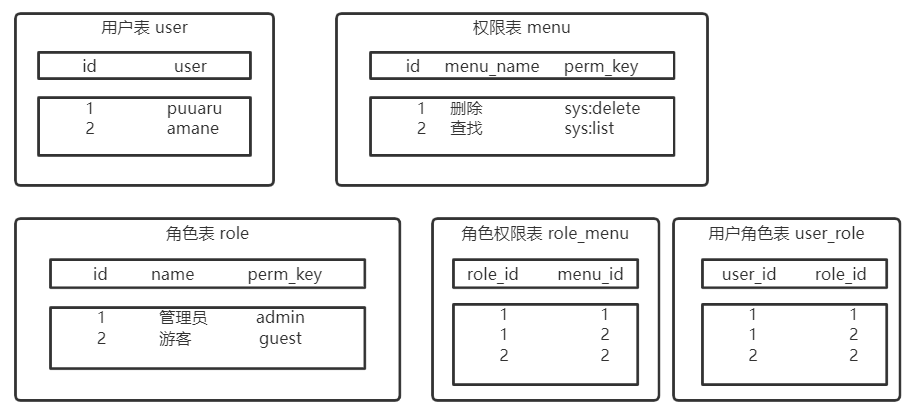 用户表 user
id user
1 puuaru
2 amane
权限表 menu
id menu_name perm_key
1 删除 sys:delete
2 查找 sys:list
角色表 role
id name perm_key
1 管理员 admin
2 游客 guest
角色权限表 role_menu
role_id menu_id
1 1
1 2
2 2
用户角色表 user_role
user_id role_id
1 1
1 2
2 2